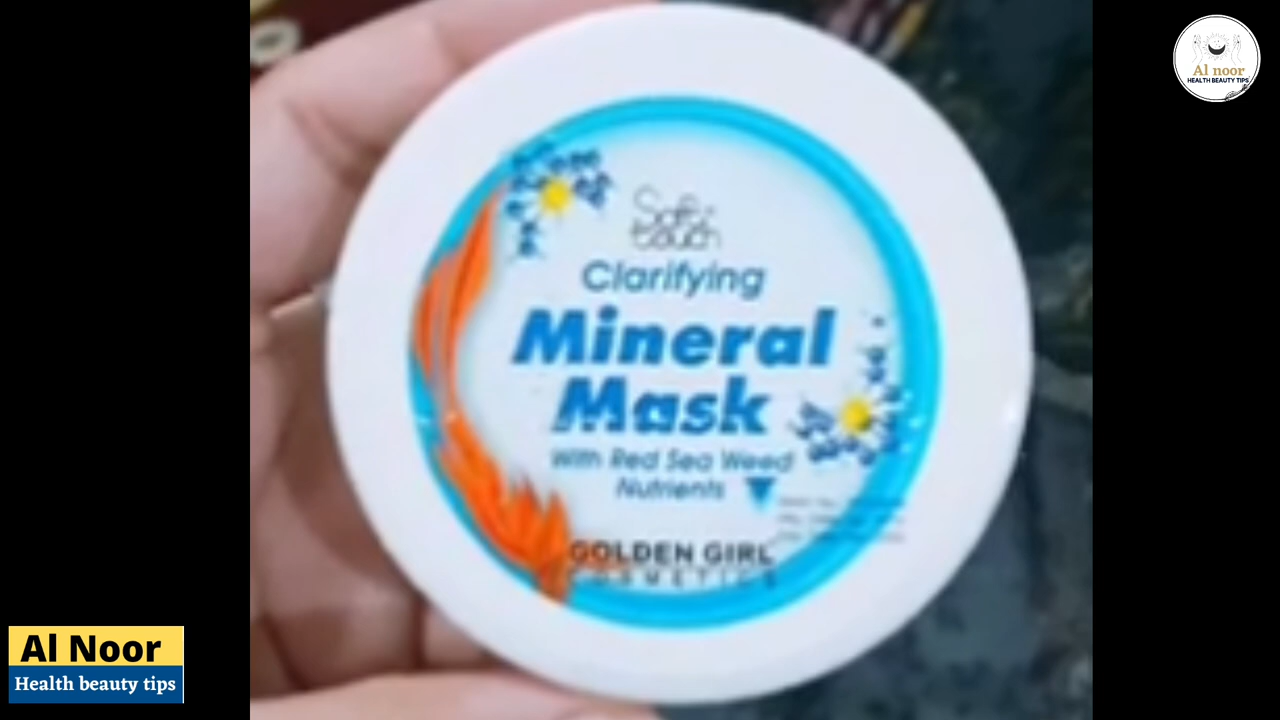 Soft
touch
Clarifying
Mineral
Mask
With Red Sea Weed
Nutrients
GOLDEN GIRL
COSMETICS
Al noor
HEALTH BEAUTY TIPS
Al Noor
Health beauty tips